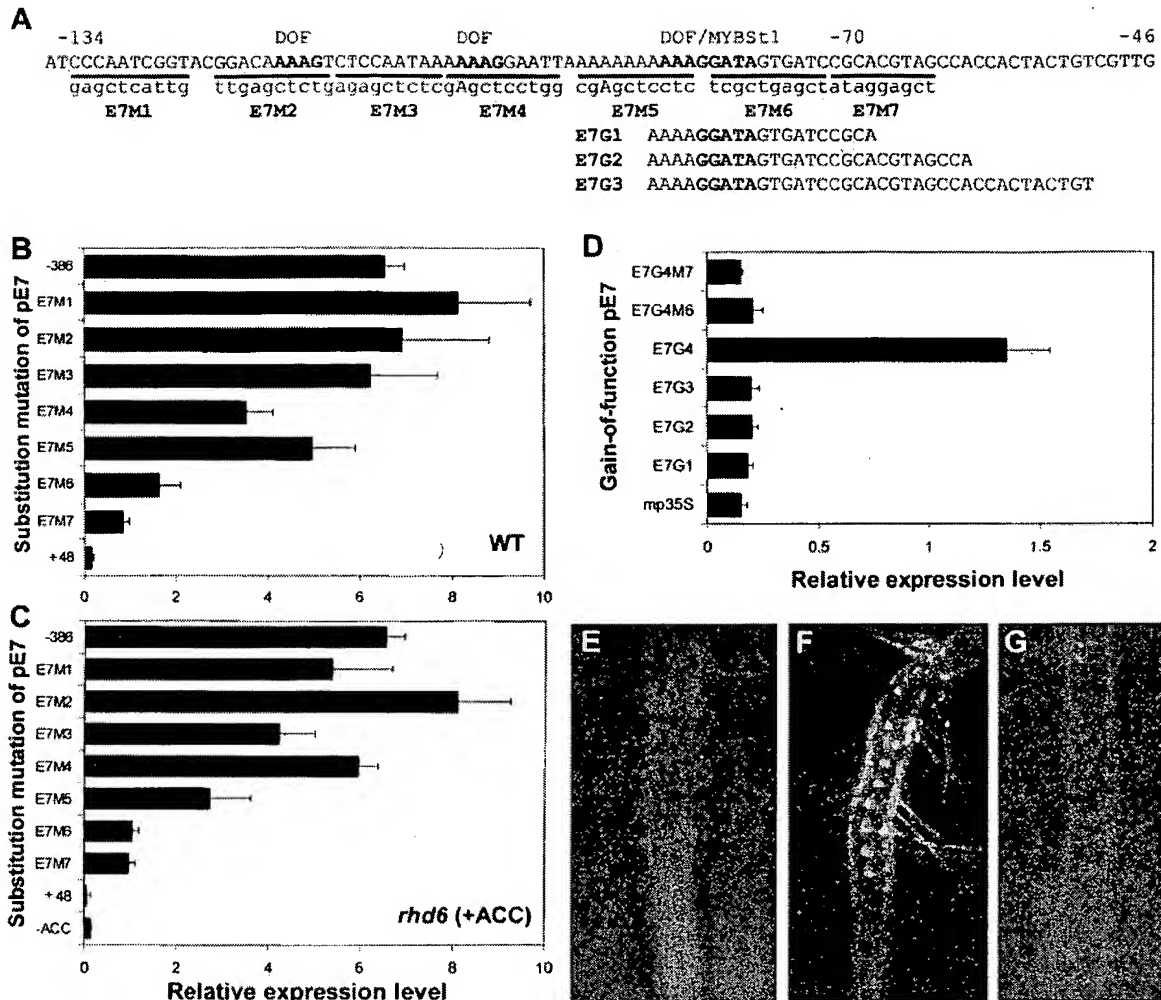 A
-134 DOF DOF DOF/MYBSt1 -70 -46
ATCCCAATCGGTACGGACAAAAGTCTCCAATAAAAAAGGAATTAAAAAAAAAAAAGGATAGTGATCCGCACGTAGCCACCACTACTGTCGTTG
gagctcattg ttgagctctgagagctctcgAgctcctgg cgAgctcctc tcgctgagctataggagct
E7M1 E7M2 E7M3 E7M4 E7M5 E7M6 E7M7
E7G1 AAAAGGATAGTGATCCGCA
E7G2 AAAAGGATAGTGATCCGCACGTAGCCA
E7G3 AAAAGGATAGTGATCCGCACGTAGCCACCACTACTGT
B
Substitution mutation of pE7
-386
E7M1
E7M2
E7M3
E7M4
E7M5
E7M6
E7M7
+48
WT
0 2 4 6 8 10
D
Gain-of-function pE7
E7G4M7
E7G4M6
E7G4
E7G3
E7G2
E7G1
mp35S
0 0.5 1 1.5 2
Relative expression level
C
Substitution mutation of pE7
-386
E7M1
E7M2
E7M3
E7M4
E7M5
E7M6
E7M7
+48
-ACC
rhd6 (+ACC)
0 2 4 6 8 10
Relative expression level
E
F
G